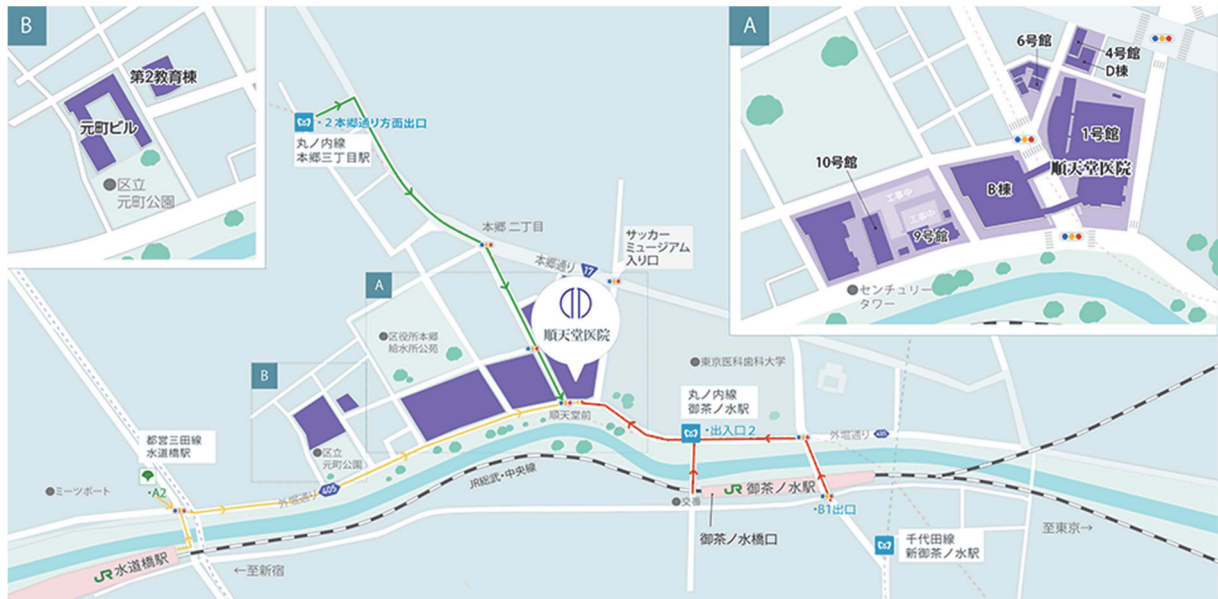 B
第2教育棟
元町ビル
区立
元町公園
A
6号館
4号館
D棟
1号館
順天堂医院
10号館
B棟
工事中
工事中
9号館
センチュリー
タワー
・2本郷通り方面出口
丸ノ内線
本郷三丁目駅
本郷二丁目
サッカー
ミュージアム
入り口
本郷通り
17
A
順天堂医院
区役所本郷
給水所公苑
B
東京医科歯科大学
丸ノ内線
御茶ノ水駅
・出入口2
外堀通り
405
順天堂前
区立
元町公園
都営三田線
水道橋駅
ミーツポート
・A2
外堀通り
405
JR総武・中央線
交番
JR 御茶ノ水駅
・B1出口
御茶ノ水橋口
千代田線
新御茶ノ水駅
至東京→
JR 水道橋駅
←至新宿